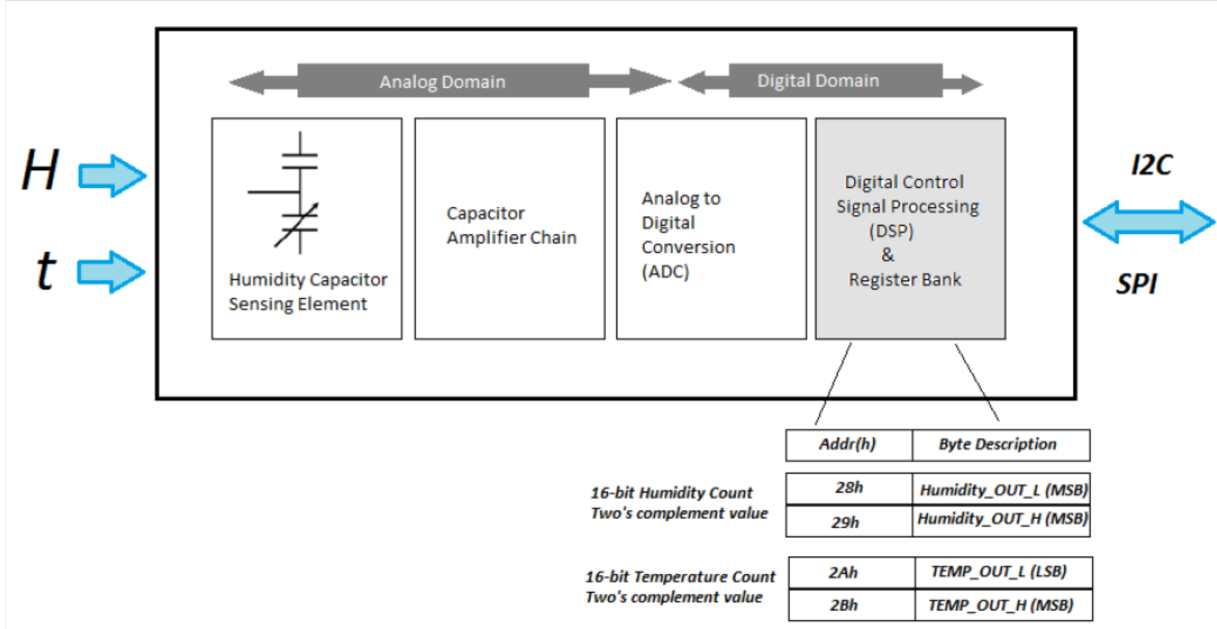 Analog Domain
Digital Domain
H
t
Humidity Capacitor
Sensing Element
Capacitor
Amplifier Chain
Analog to
Digital
Conversion
(ADC)
Digital Control
Signal Processing
(DSP)
&
Register Bank
I2C
SPI
Addr(h) Byte Description
16-bit Humidity Count
Two's complement value
28h Humidity_OUT_L (MSB)
29h Humidity_OUT_H (MSB)
16-bit Temperature Count
Two's complement value
2Ah TEMP_OUT_L (LSB)
2Bh TEMP_OUT_H (MSB)